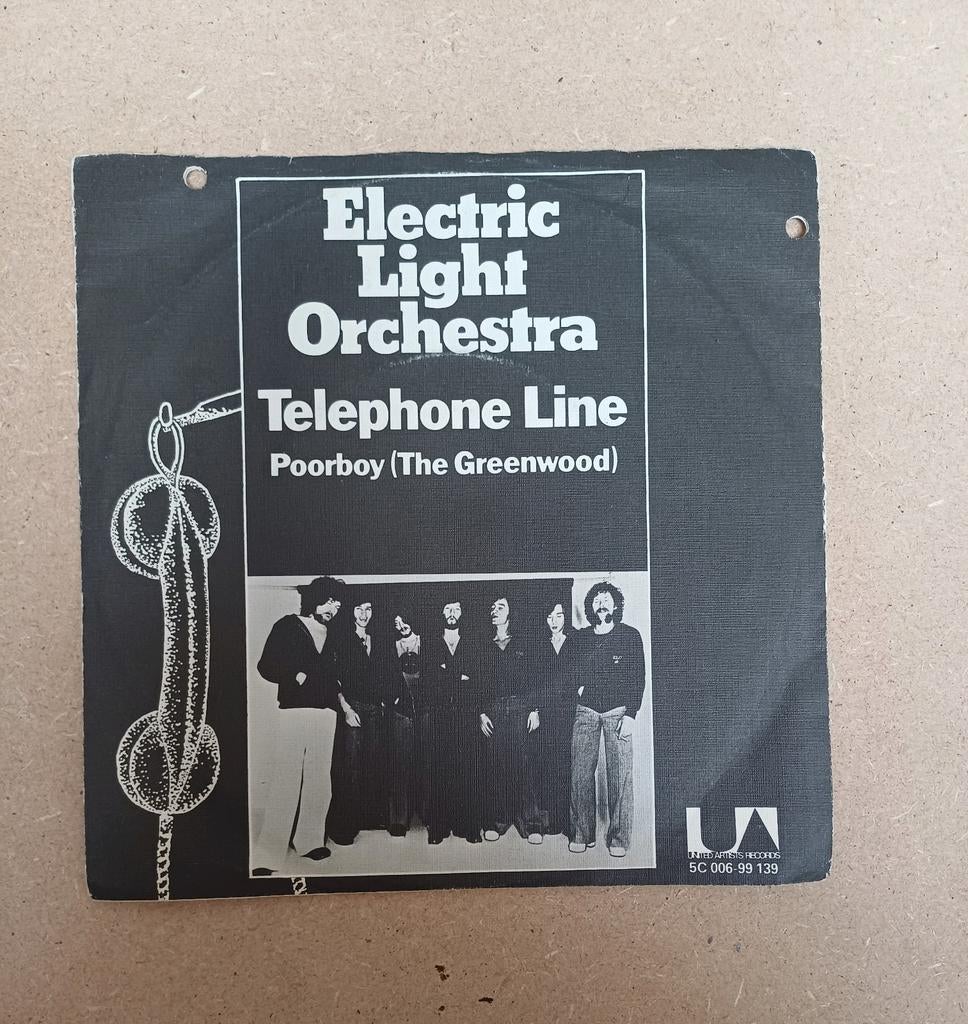 Electric
Light
Orchestra
Telephone Line
Poorboy (The Greenwood)
UA
UNITED ARTISTS RECORDS
5C 006-99 139